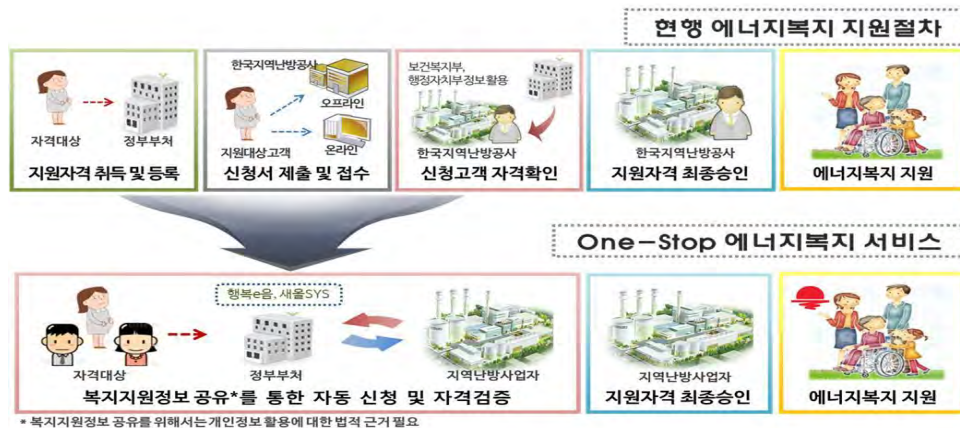 현행 에너지복지 지원절차
자격대상
정부부처
지원자격 취득 및 등록
한국지역난방공사
오프라인
지원대상고객
온라인
신청서 제출 및 접수
보건복지부,
행정자치부 정보 활용
한국지역난방공사
신청고객 자격확인
한국지역난방공사
지원자격 최종승인
에너지복지 지원
One-Stop 에너지복지 서비스
행복e음, 새올SYS
자격대상
정부부처
지역난방사업자
복지지원정보 공유*를 통한 자동 신청 및 자격검증
지역난방사업자
지원자격 최종승인
에너지복지 지원
* 복지지원정보 공유를 위해서는 개인정보 활용에 대한 법적 근거 필요